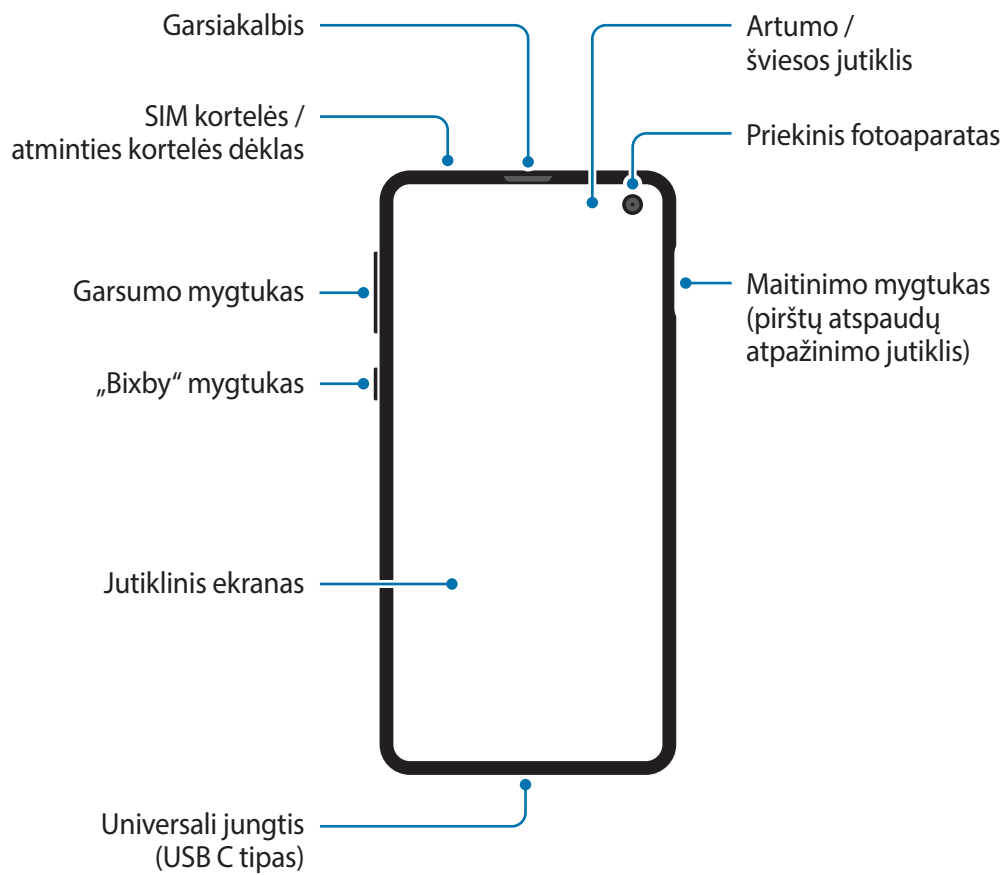 Garsiakalbis
SIM kortelės /
atminties kortelės dėklas
Garsumo mygtukas
„Bixby“ mygtukas
Jutiklinis ekranas
Universali jungtis
(USB C tipas)
Artumo /
šviesos jutiklis
Priekinis fotoaparatas
Maitinimo mygtukas
(pirštų atspaudų
atpažinimo jutiklis)